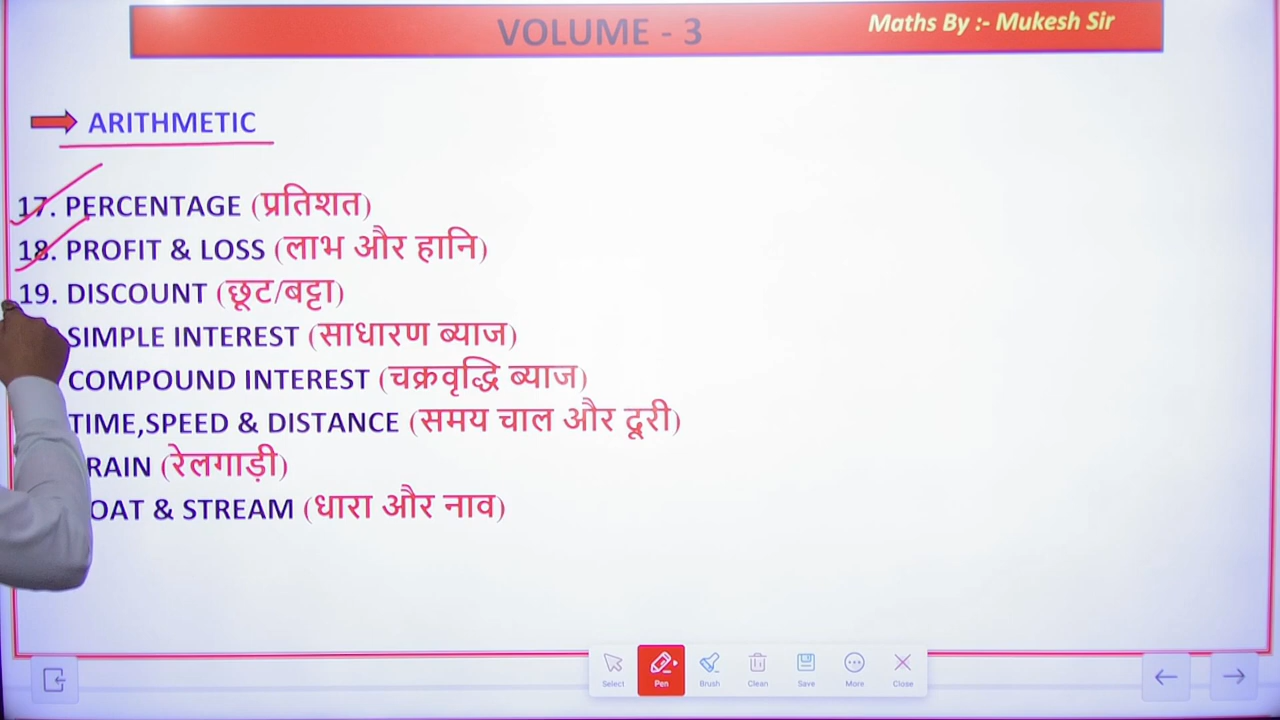 VOLUME - 3
Maths By :- Mukesh Sir
ARITHMETIC
17. PERCENTAGE (प्रतिशत)
18. PROFIT & LOSS (लाभ और हानि)
19. DISCOUNT (छूट/बट्टा)
SIMPLE INTEREST (साधारण ब्याज)
COMPOUND INTEREST (चक्रवृद्धि ब्याज)
TIME,SPEED & DISTANCE (समय चाल और दूरी)
RAIN (रेलगाड़ी)
OAT & STREAM (धारा और नाव)
Select Pen Brush Clean Save More Close